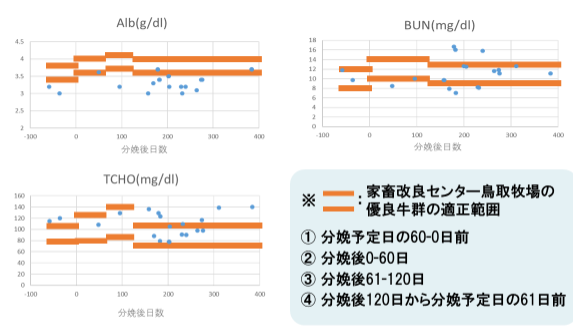 Alb(g/dl)
4.5
4
3.5
3
2.5
2
-100 0 100 200 300 400
分娩後日数
BUN(mg/dl)
18
16
14
12
10
8
6
4
2
0
-100 0 100 200 300 400
分娩後日数
TCHO(mg/dl)
160
140
120
100
80
60
40
20
0
-100 0 100 200 300 400
分娩後日数
※ : 家畜改良センター鳥取牧場の
優良牛群の適正範囲
① 分娩予定日の60-0日前
② 分娩後0-60日
③ 分娩後61-120日
④ 分娩後120日から分娩予定日の61日前